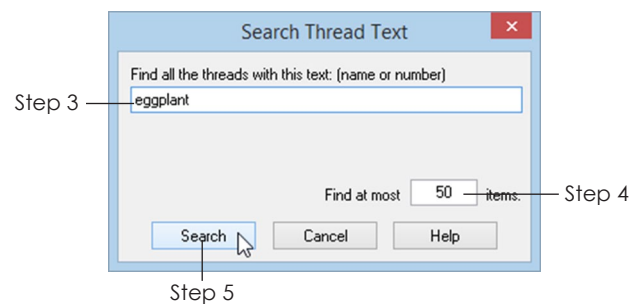 Search Thread Text
Find all the threads with this text: (name or number)
Step 3
eggplant
Find at most 50 items.
Step 4
Search Cancel Help
Step 5